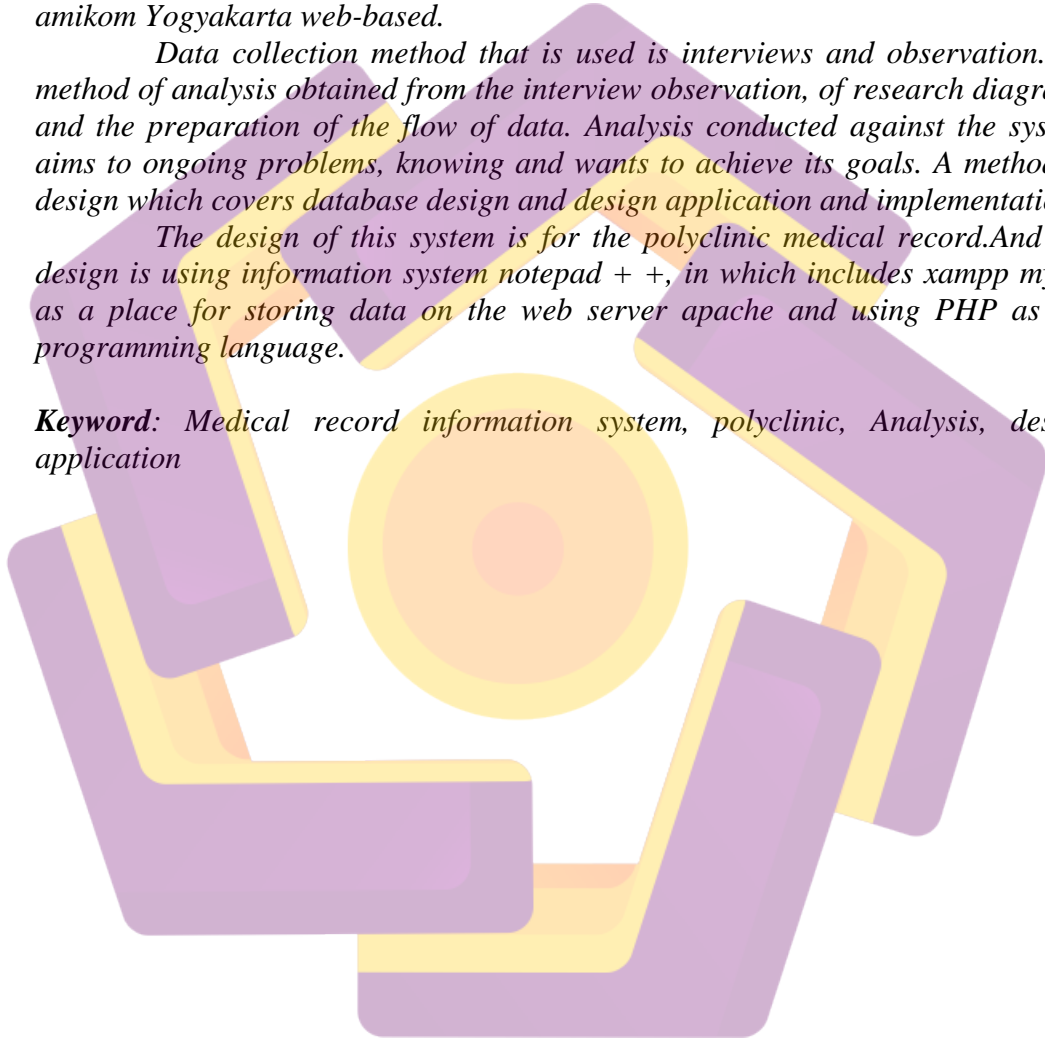 amikom Yogyakarta web-based.
Data collection method that is used is interviews and observation.
method of analysis obtained from the interview observation, of research
and the preparation of the flow of data. Analysis conducted against the
aims to ongoing problems, knowing and wants to achieve its goals. A
design which covers database design and design application and
The design of this system is for the polyclinic medical record.And
design is using information system notepad + +, in which includes xampp
as a place for storing data on the web server apache and using PHP as
programming language.
Keyword: Medical record information system, polyclinic, Analysis,
application